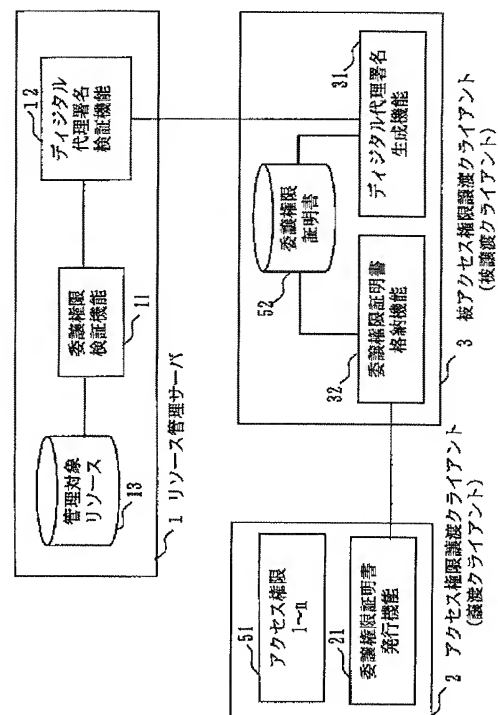 管理対象
リソース
13
委譲権限
検証機能
11
ディジタル
代理署名
検証機能
12
1 リソース管理サーバ
51
アクセス権限
1~n
21
委譲権限証明書
発行機能
2 アクセス権限譲渡クライアント
(譲渡クライアント)
52
委譲権限
証明書
32
委譲権限証明書
格納機能
31
ディジタル代理署名
生成機能
3 被アクセス権限譲渡クライアント
(被譲渡クライアント)